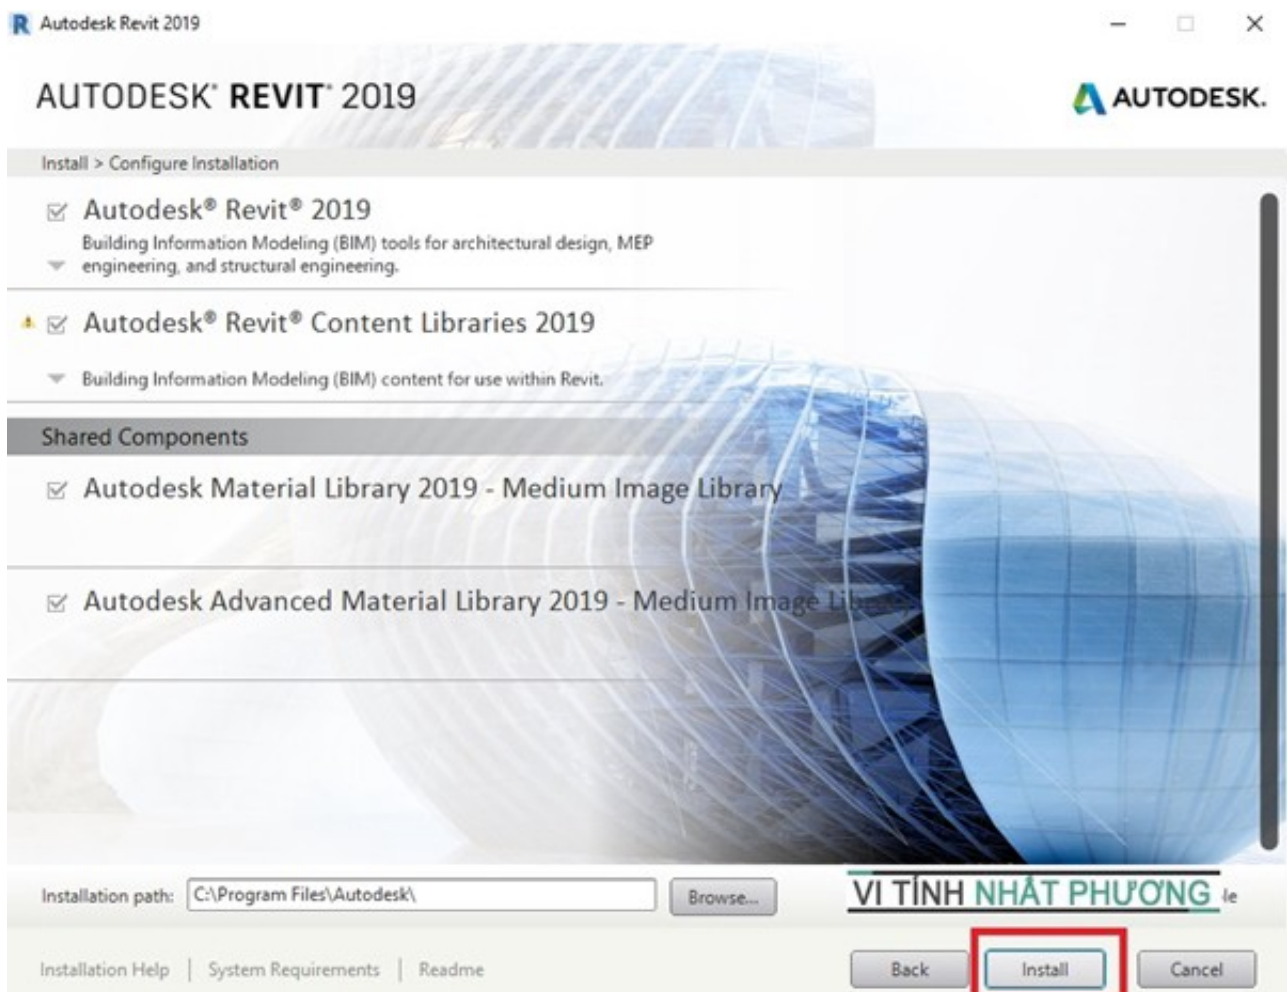 Autodesk Revit 2019
AUTODESK® REVIT® 2019
AUTODESK.
Install > Configure Installation
Autodesk® Revit® 2019
Building Information Modeling (BIM) tools for architectural design, MEP
engineering, and structural engineering.
Autodesk® Revit® Content Libraries 2019
Building Information Modeling (BIM) content for use within Revit.
Shared Components
Autodesk Material Library 2019 - Medium Image Library
Autodesk Advanced Material Library 2019 - Medium Image Library
Installation path: C:\Program Files\Autodesk\ Browse...
VI TÍNH NHẬT PHƯƠNG
Installation Help | System Requirements | Readme
Back Install Cancel